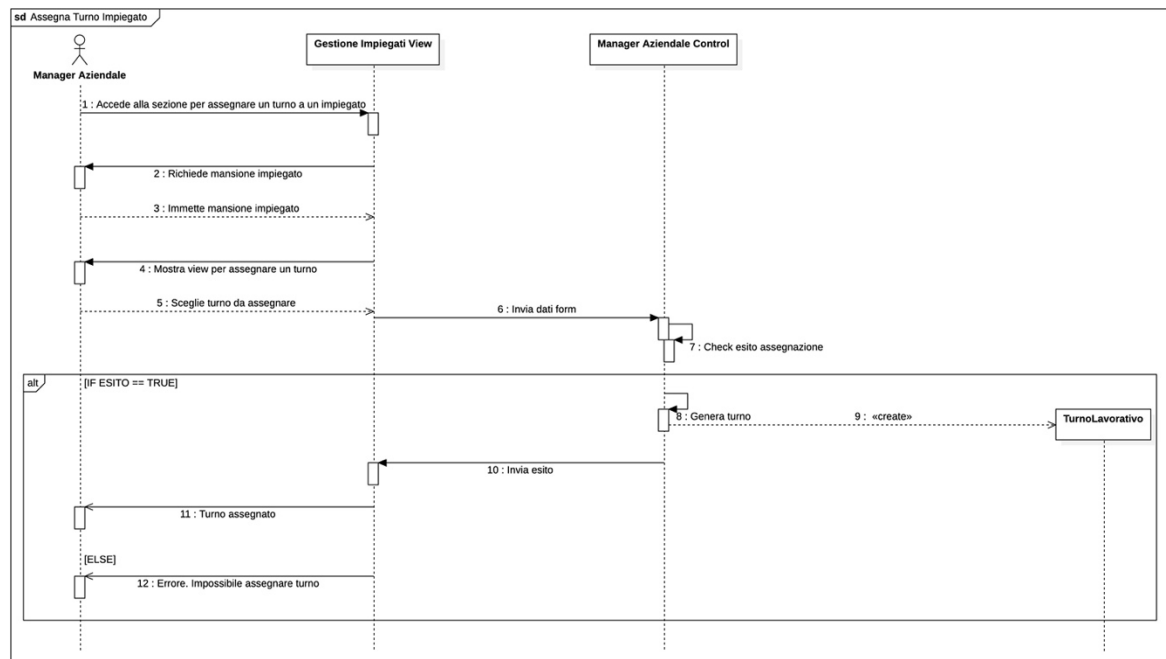 sd Assegna Turno Impiegato
Manager Aziendale
Gestione Impiegati View
Manager Aziendale Control
1 : Accede alla sezione per assegnare un turno a un impiegato
2 : Richiede mansione impiegato
3 : Immette mansione impiegato
4 : Mostra view per assegnare un turno
5 : Sceglie turno da assegnare
6 : Invia dati form
7 : Check esito assegnazione
alt
[IF ESITO == TRUE]
8 : Genera turno
9 : «create»
TurnoLavorativo
10 : Invia esito
11 : Turno assegnato
[ELSE]
12 : Errore. Impossibile assegnare turno